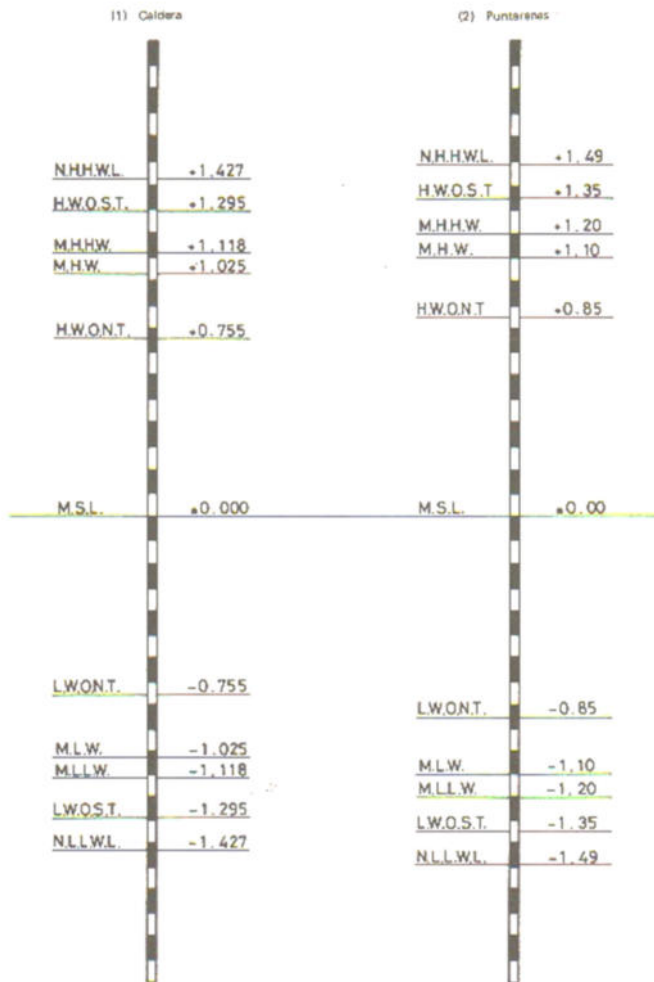 (1) Caldera
N.H.H.W.L. +1,427
H.W.O.S.T. +1.295
M.H.H.W. +1,118
M.H.W. +1.025
H.W.O.N.T. +0.755
M.S.L. ±0.000
L.W.O.N.T. -0.755
M.L.W. -1.025
M.L.L.W. -1,118
L.W.O.S.T. -1.295
N.L.L.W.L. -1.427
(2) Puntarenas
N.H.H.W.L. +1,49
H.W.O.S.T +1.35
M.H.H.W. +1.20
M.H.W. +1,10
H.W.O.N.T +0.85
M.S.L. ±0.00
L.W.O.N.T. -0.85
M.L.W. -1,10
M.L.L.W. -1,20
L.W.O.S.T. -1.35
N.L.L.W.L. -1.49